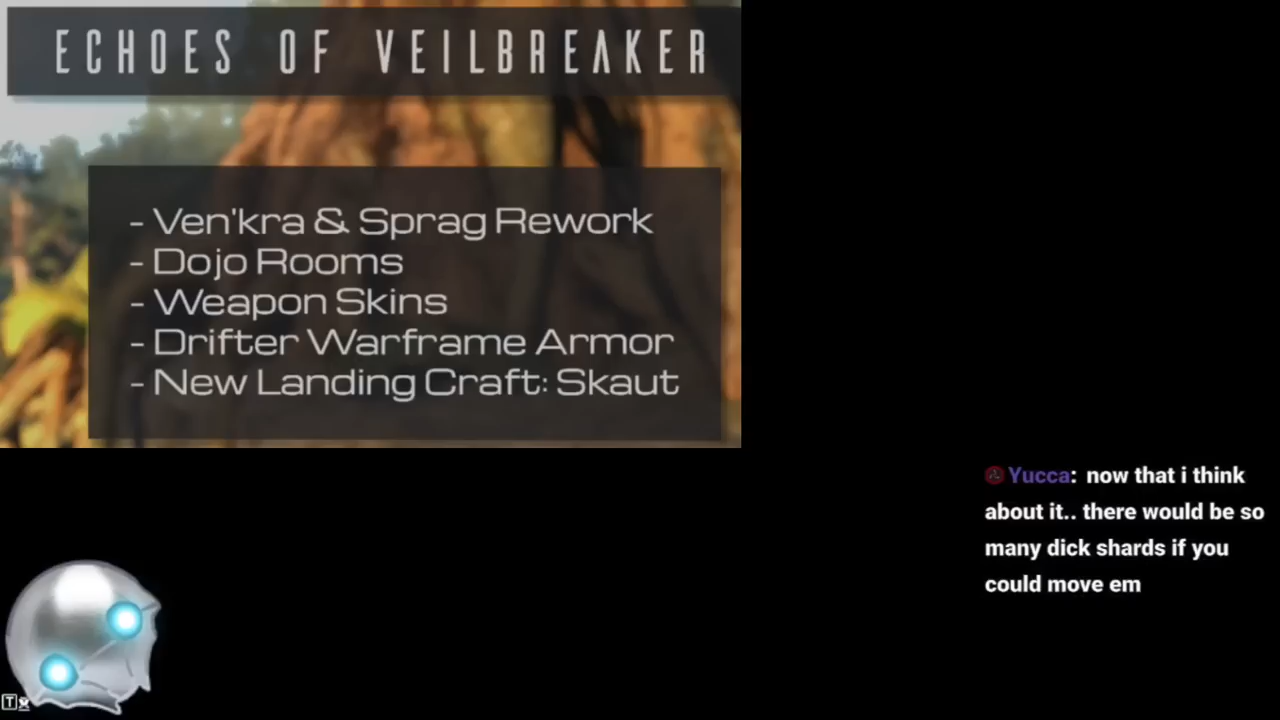 ECHOES OF VEILBREAKER
- Ven'kra & Sprag Rework
- Dojo Rooms
- Weapon Skins
- Drifter Warframe Armor
- New Landing Craft: Skaut
Yucca: now that i think
about it.. there would be so
many dick shards if you
could move em